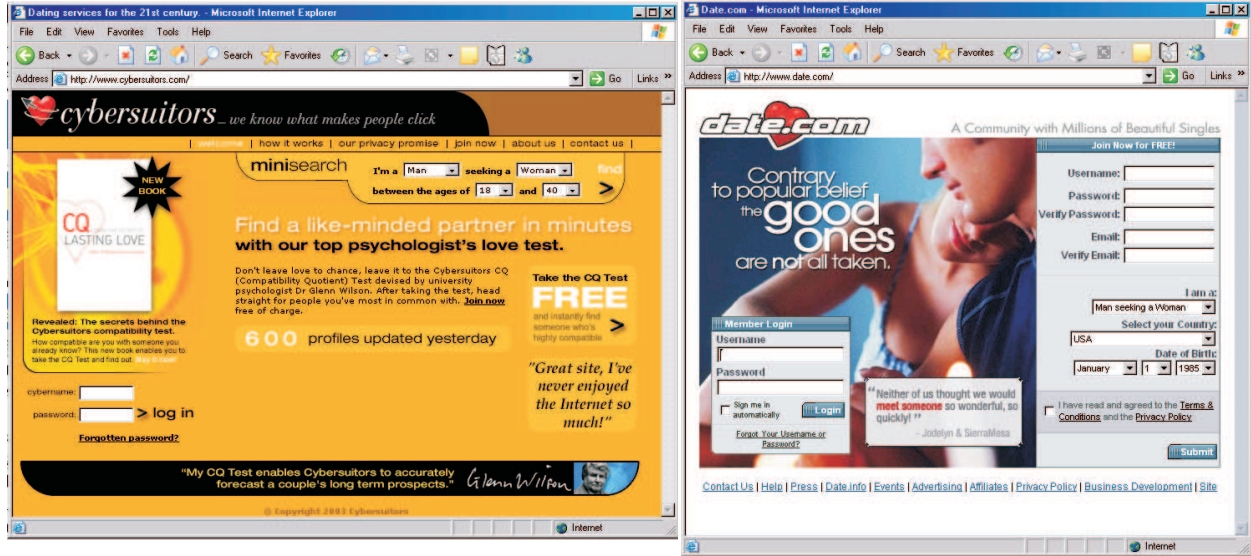 Dating services for the 21st century. - Microsoft Internet Explorer
File Edit View Favorites Tools Help
Back Search Favorites
Address http://www.cybersuitors.com/ Go Links »
cybersuitors_ we know what makes people click
| welcome | how it works | our privacy promise | join now | about us | contact us |
NEW
BOOK
CQ
LASTING LOVE
minisearch I'm a Man seeking a Woman find
between the ages of 18 and 40 >
Find a like-minded partner in minutes
with our top psychologist's love test.
Don't leave love to chance, leave it to the Cybersuitors CQ
(Compatibility Quotient) Test devised by university
psychologist Dr Glenn Wilson. After taking the test, head
straight for people you've most in common with. Join now
free of charge.
600 profiles updated yesterday
Take the CQ Test
FREE
and instantly find
someone who's
highly compatible >
"Great site, I've
never enjoyed
the Internet so
much!"
Revealed: The secrets behind the
Cybersuitors compatibility test.
How compatible are you with someone you
already know? This new book enables you to
take the CQ Test and find out.
cybername:
password: > log in
Forgotten password?
"My CQ Test enables Cybersuitors to accurately
forecast a couple's long term prospects." Glenn Wilson
© Copyright 2003 Cybersuitors
Internet
Date.com - Microsoft Internet Explorer
File Edit View Favorites Tools Help
Back Search Favorites
Address http://www.date.com/ Go Links »
date.com
A Community with Millions of Beautiful Singles
Contrary
to popular belief
the good
ones
are not all taken.
Member Login
Username
Password
Sign me in
automatically Login
Forgot Your Username or
Password?
"Neither of us thought we would
meet someone so wonderful, so
quickly! "
- Jodelyn & SierraMesa
Join Now for FREE!
Username:
Password:
Verify Password:
Email:
Verify Email:
I am a:
Man seeking a Woman
Select your Country:
USA
Date of Birth:
January 1 1985
I have read and agreed to the Terms &
Conditions and the Privacy Policy
Submit
Contact Us | Help | Press | Date.info | Events | Advertising | Affiliates | Privacy Policy | Business Development | Site
Internet